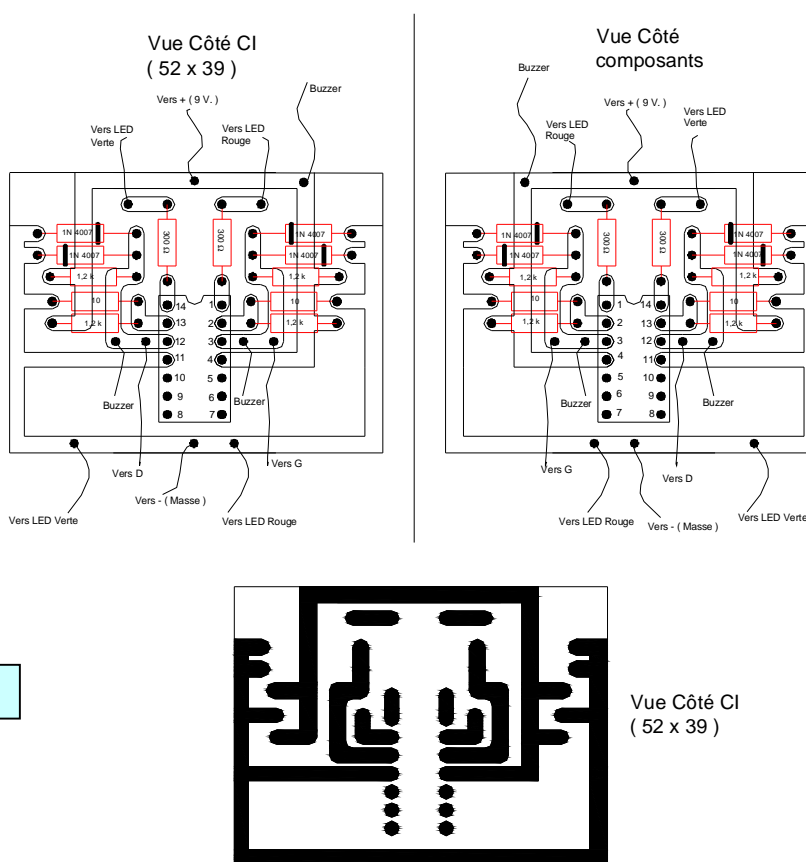 Vue Côté CI
( 52 x 39 )
Vers + ( 9 V. )
Buzzer
Vers LED
Verte
Vers LED
Rouge
1N 4007
1N 4007
1,2 k
10
1,2 k
300 Ω
300 Ω
1N 4007
1N 4007
1,2 k
10
1,2 k
14
13
12
11
10
9
8
1
2
3
4
5
6
7
Buzzer
Buzzer
Vers D
Vers G
Vers - ( Masse )
Vers LED Verte
Vers LED Rouge
Vue Côté
composants
Buzzer
Vers + ( 9 V. )
Vers LED
Rouge
Vers LED
Verte
1N 4007
1N 4007
1,2 k
10
1,2 k
300 Ω
300 Ω
1N 4007
1N 4007
1,2 k
10
1,2 k
1
2
3
4
5
6
7
14
13
12
11
10
9
8
Buzzer
Buzzer
Vers G
Vers D
Vers LED Rouge
Vers - ( Masse )
Vers LED Verte
Vue Côté CI
( 52 x 39 )